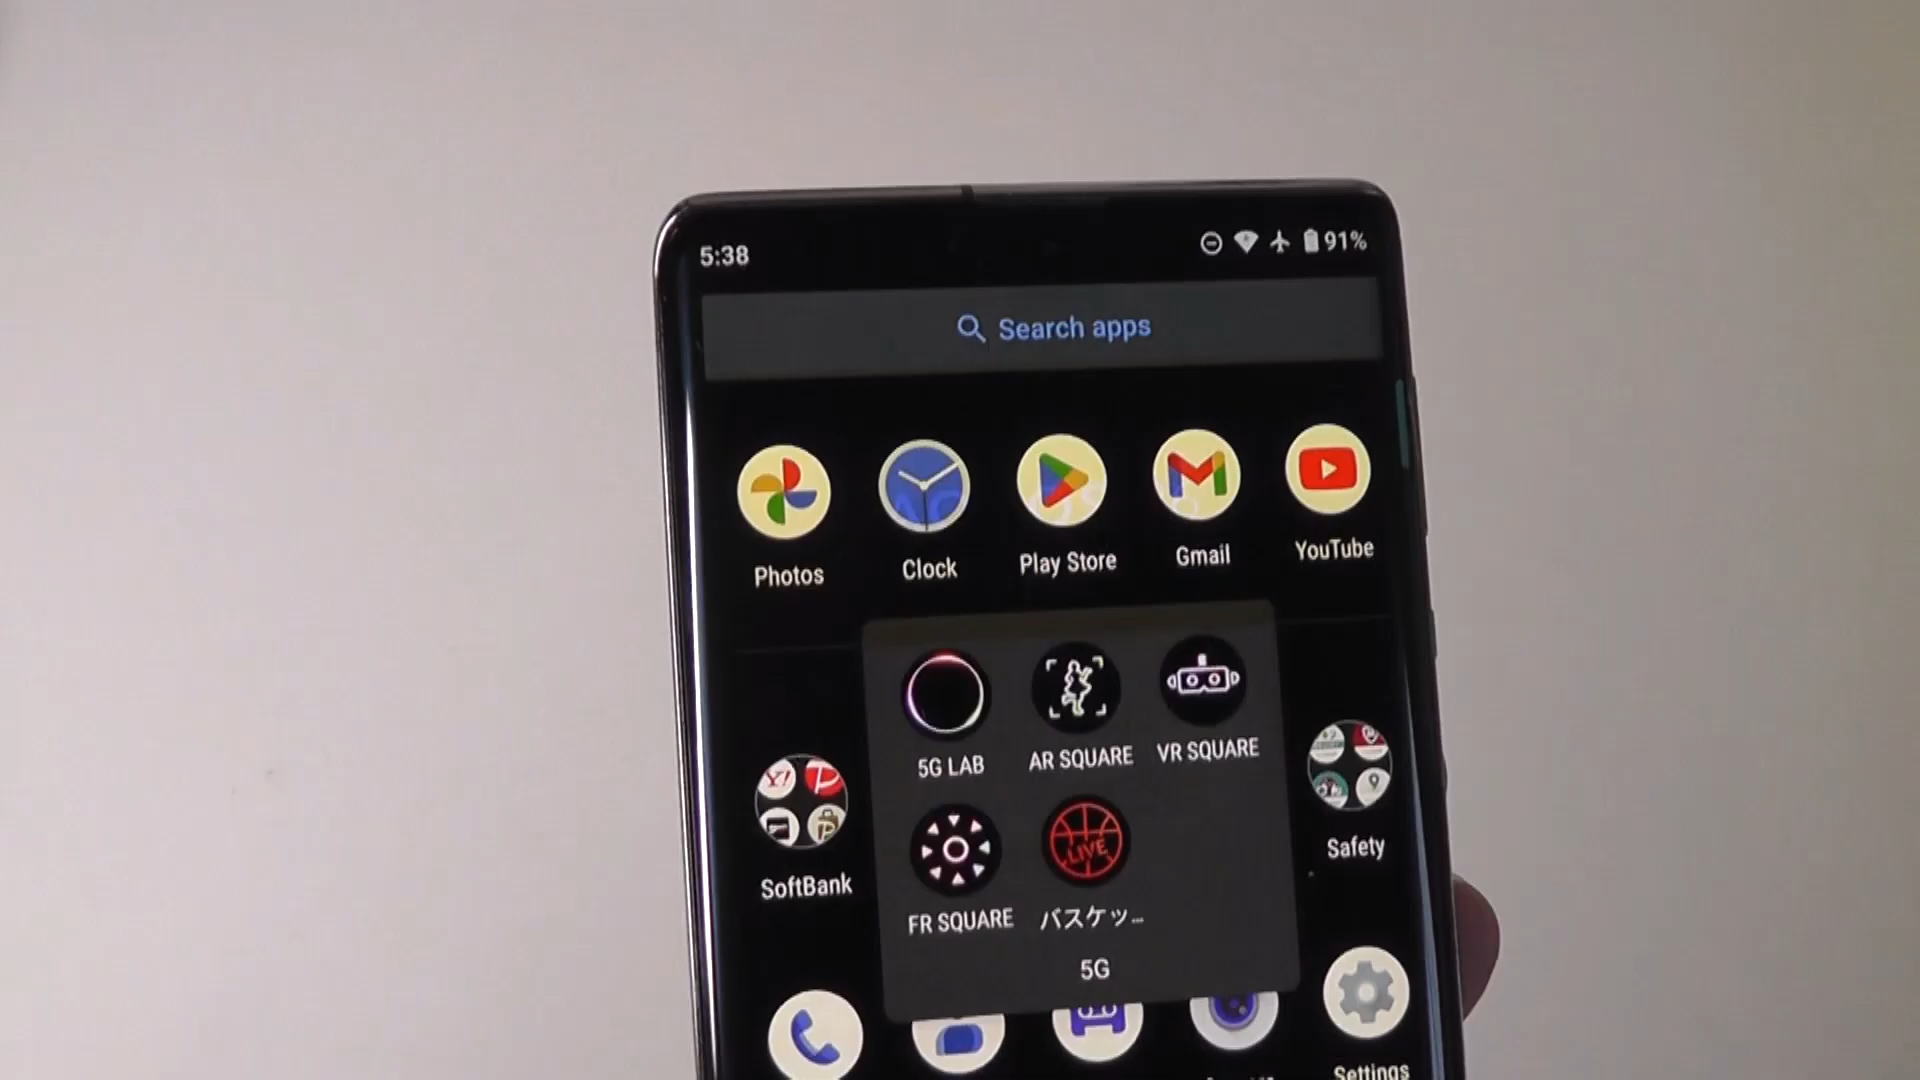 5:38
91%
Search apps
Photos
Clock
Play Store
Gmail
YouTube
5G LAB
AR SQUARE
VR SQUARE
SoftBank
Safety
LIVE
FR SQUARE
バスケッ...
5G
Settings